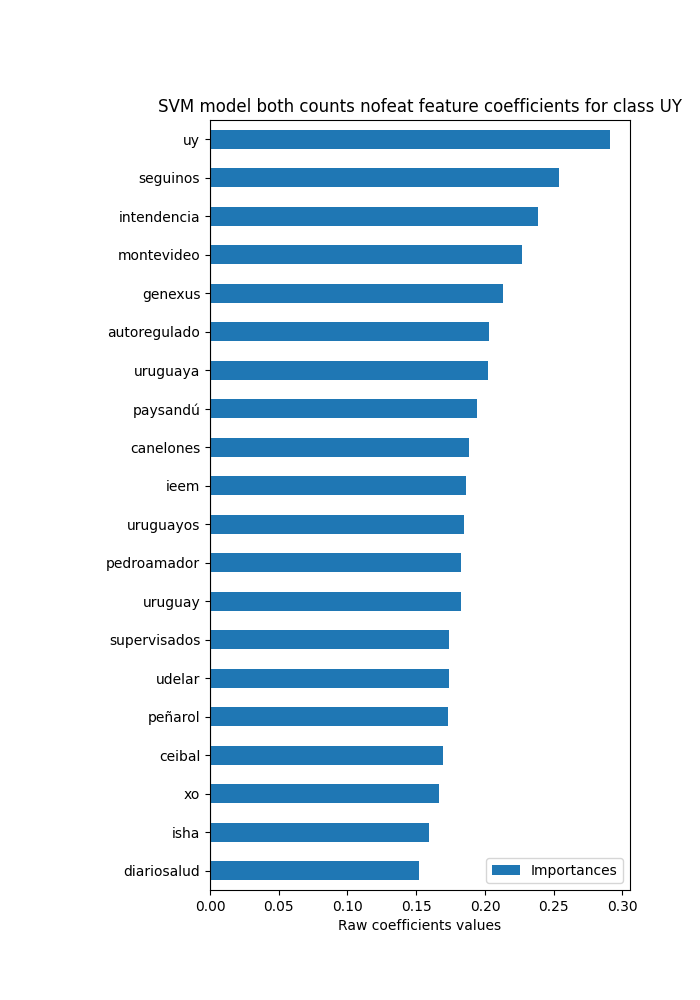 SVM model both counts nofeat feature coefficients for class UY
uy
seguinos
intendencia
montevideo
genexus
autoregulado
uruguaya
paysandú
canelones
ieem
uruguayos
pedroamador
uruguay
supervisados
udelar
peñarol
ceibal
xo
isha
diariosalud
Importances
0.00 0.05 0.10 0.15 0.20 0.25 0.30
Raw coefficients values